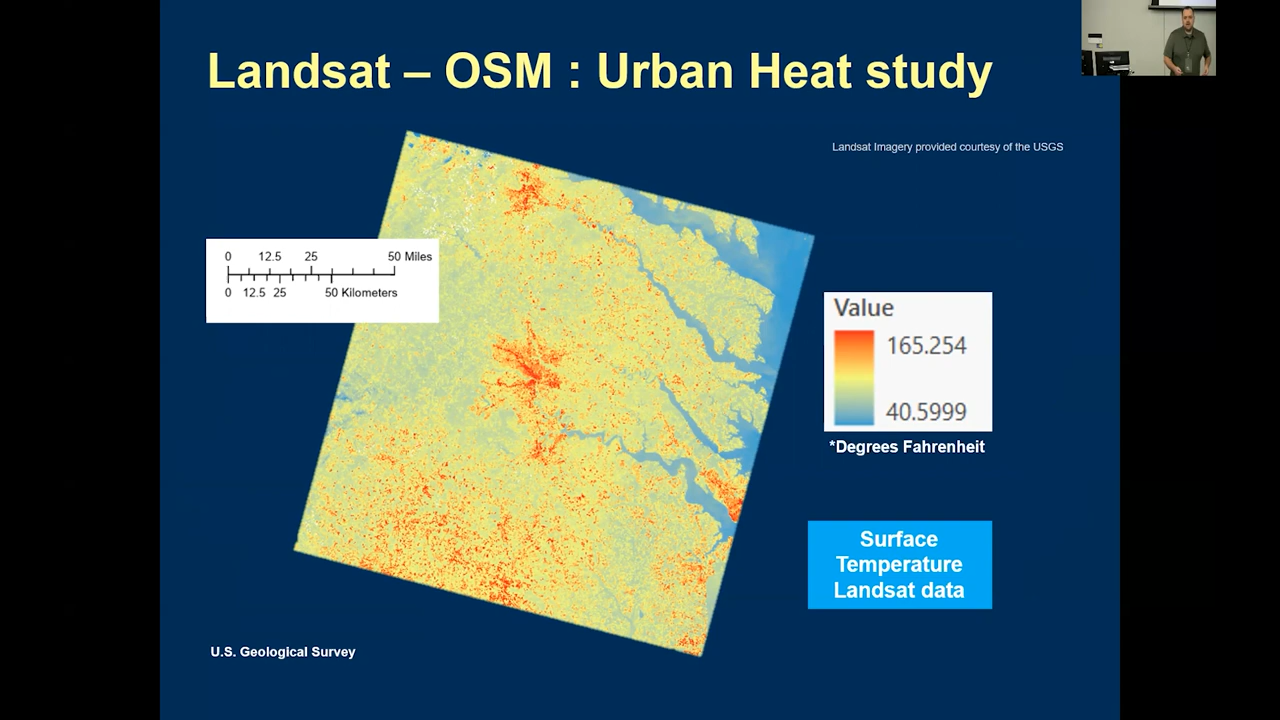 Landsat – OSM : Urban Heat study
Landsat Imagery provided courtesy of the USGS
0 12.5 25 50 Miles
0 12.5 25 50 Kilometers
Value
165.254
40.5999
*Degrees Fahrenheit
Surface
Temperature
Landsat data
U.S. Geological Survey